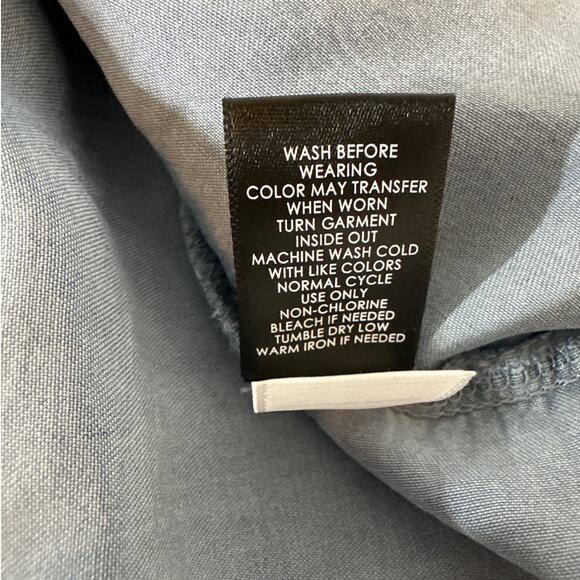 WASH BEFORE
WEARING
COLOR MAY TRANSFER
WHEN WORN
TURN GARMENT
INSIDE OUT
MACHINE WASH COLD
WITH LIKE COLORS
NORMAL CYCLE
USE ONLY
NON-CHLORINE
BLEACH IF NEEDED
TUMBLE DRY LOW
WARM IRON IF NEEDED